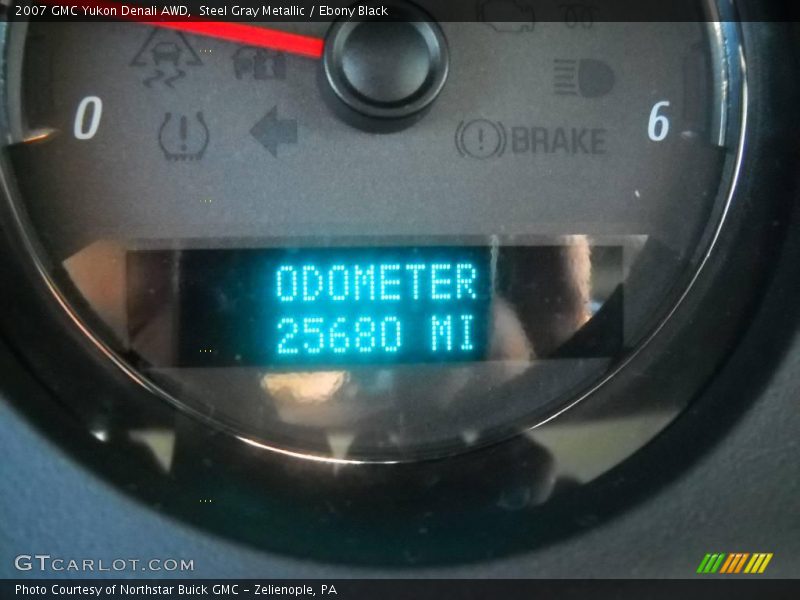 2007 GMC Yukon Denali AWD, Steel Gray Metallic / Ebony Black
0
6
BRAKE
ODOMETER
25680 MI
GTCARLOT.COM
Photo Courtesy of Northstar Buick GMC - Zelienople, PA